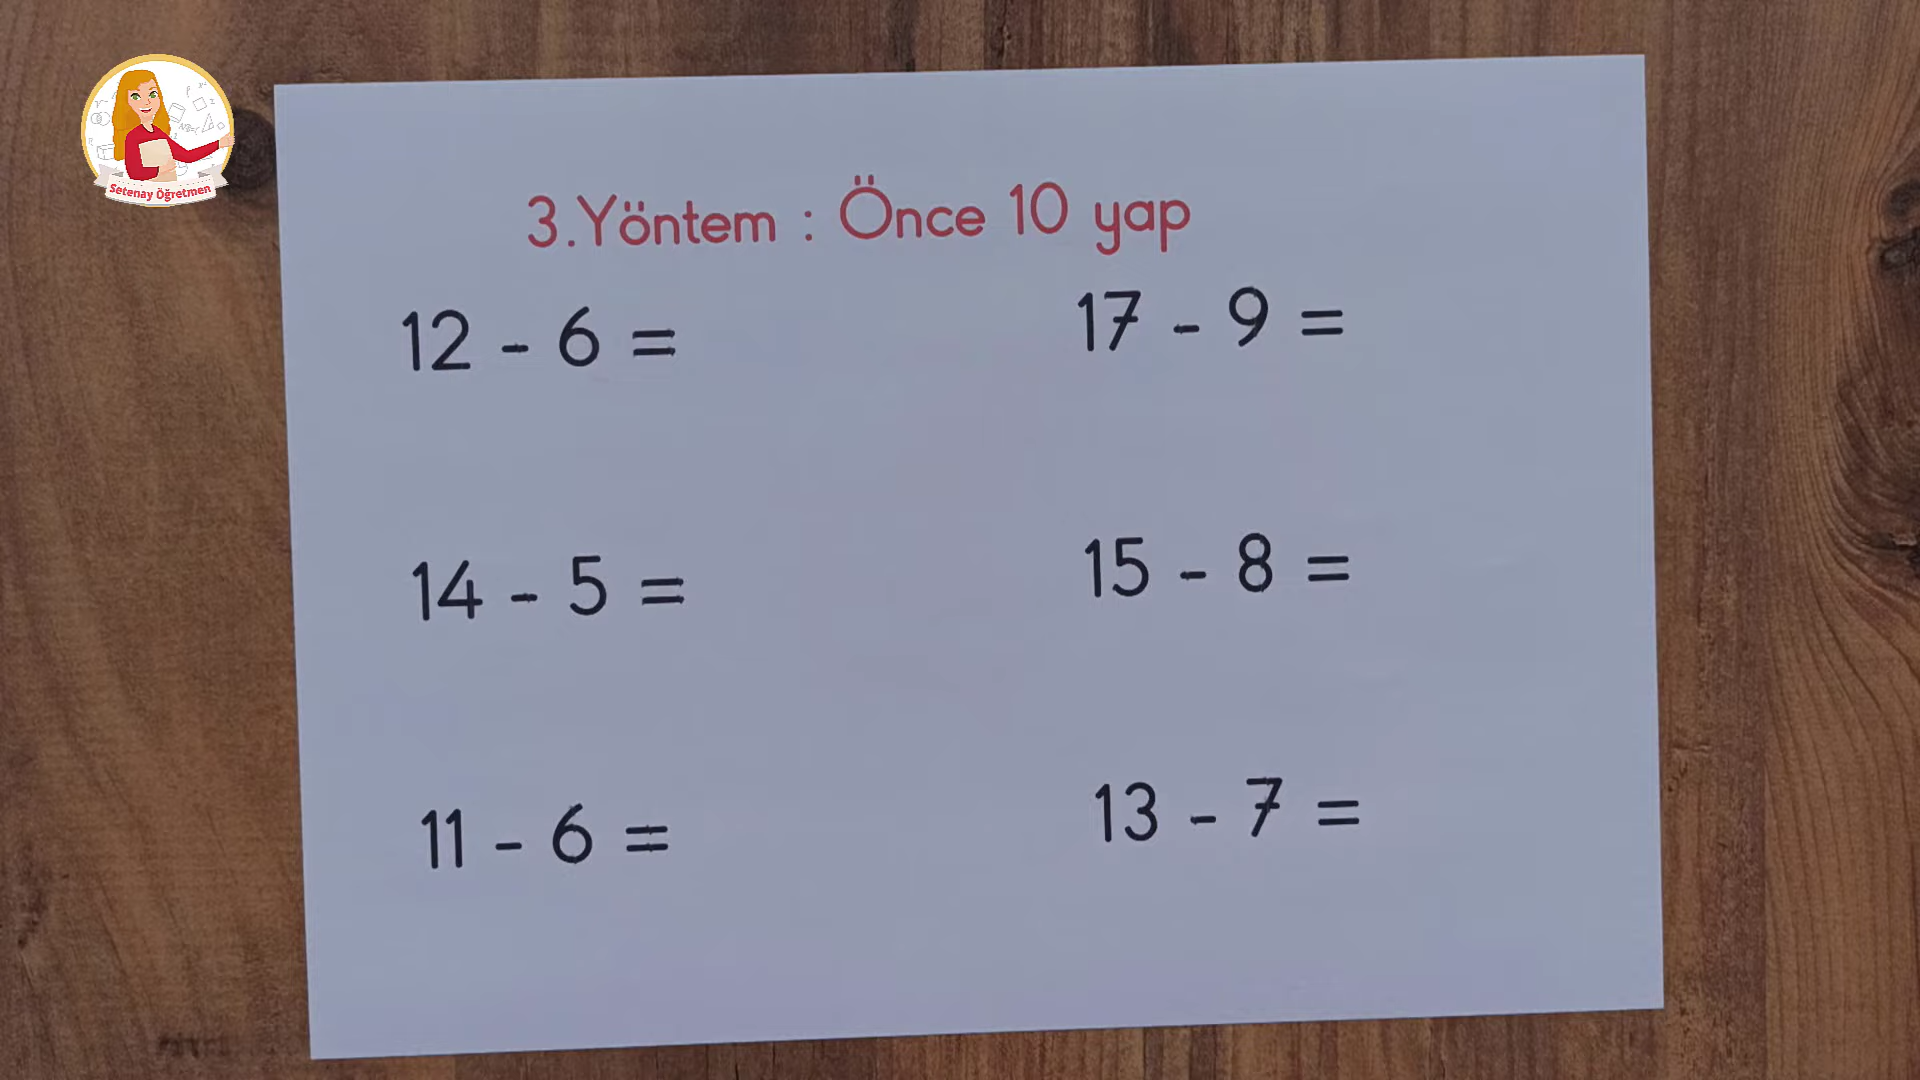 Setenay Öğretmen
3.Yöntem : Önce 10 yap
12 - 6 =
17 - 9 =
14 - 5 =
15 - 8 =
11 - 6 =
13 - 7 =